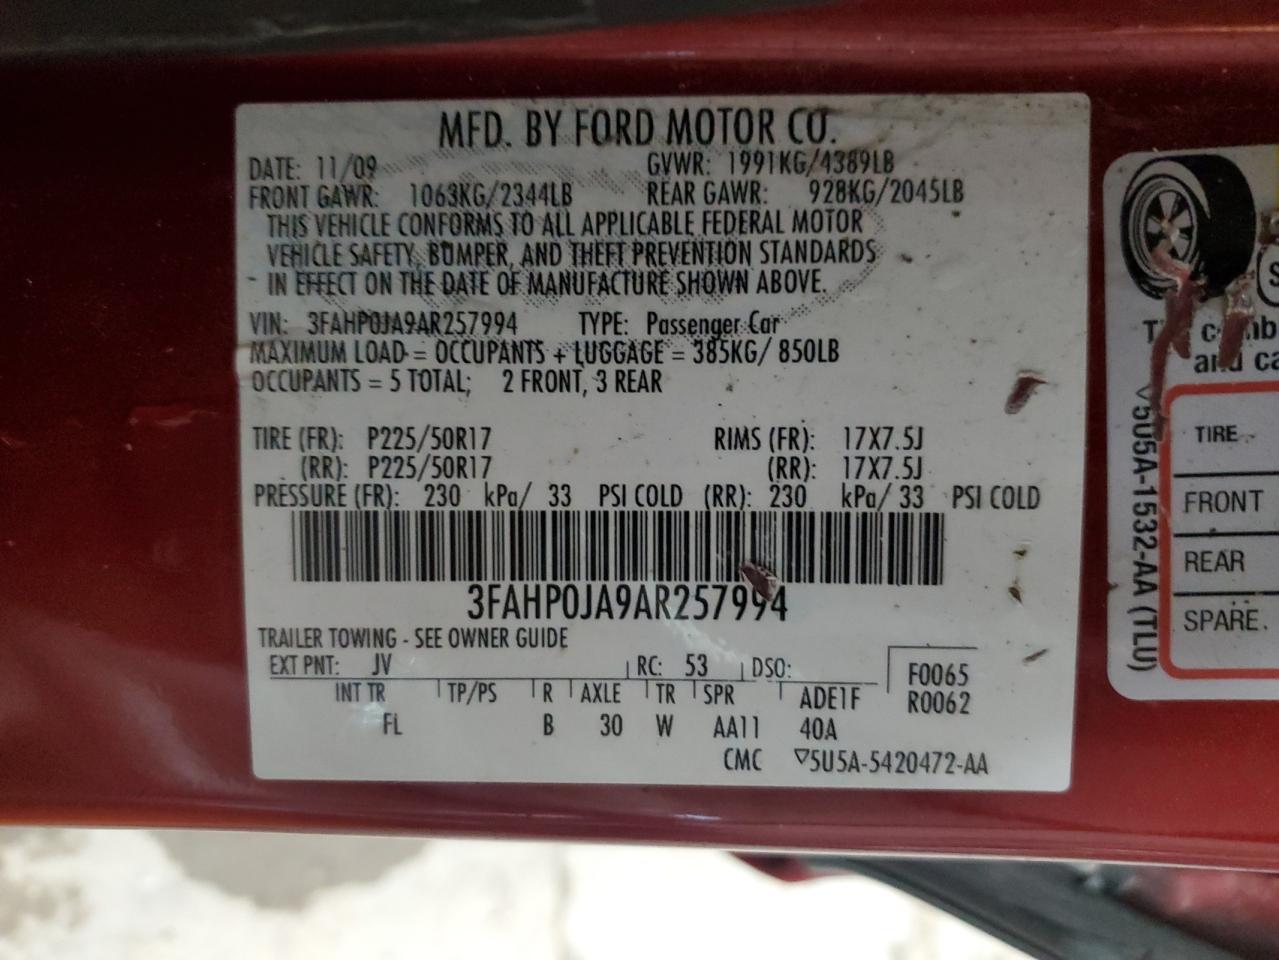 MFD. BY FORD MOTOR CO.
DATE: 11/09 GVWR: 1991KG/4389LB
FRONT GAWR: 1063KG/2344LB REAR GAWR: 928KG/2045LB
THIS VEHICLE CONFORMS TO ALL APPLICABLE FEDERAL MOTOR
VEHICLE SAFETY, BUMPER, AND THEFT PREVENTION STANDARDS
IN EFFECT ON THE DATE OF MANUFACTURE SHOWN ABOVE.
VIN: 3FAHP0JA9AR257994 TYPE: Passenger Car
MAXIMUM LOAD = OCCUPANTS + LUGGAGE = 385KG/ 850LB
OCCUPANTS = 5 TOTAL; 2 FRONT, 3 REAR
TIRE (FR): P225/50R17 RIMS (FR): 17X7.5J
(RR): P225/50R17 (RR): 17X7.5J
PRESSURE (FR): 230 kPa/ 33 PSI COLD (RR): 230 kPa/ 33 PSI COLD
3FAHP0JA9AR257994
TRAILER TOWING - SEE OWNER GUIDE
EXT PNT: JV RC: 53 DSO: F0065
INT TR TP/PS R AXLE TR SPR ADE1F R0062
FL B 30 W AA11 40A
CMC ▽5U5A-5420472-AA
and
▽5U5A-1532-AA (TLU)
TIRE
FRONT
REAR
SPARE